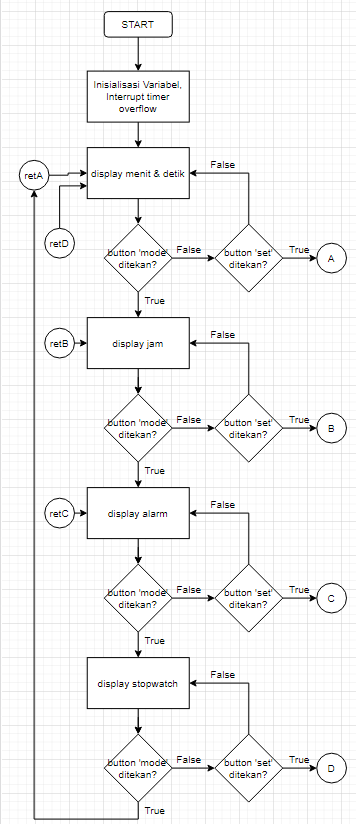 START
Inisialisasi Variabel,
Interrupt timer
overflow
False
retA
display menit & detik
retD
button 'mode'
ditekan?
False
button 'set'
ditekan?
True
A
True
False
retB
display jam
button 'mode'
ditekan?
False
button 'set'
ditekan?
True
B
True
False
retC
display alarm
button 'mode'
ditekan?
False
button 'set'
ditekan?
True
C
True
False
display stopwatch
button 'mode'
ditekan?
False
button 'set'
ditekan?
True
D
True